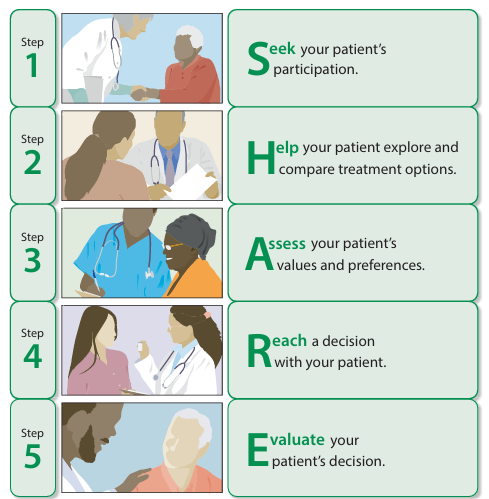 Step
1
Seek your patient's
participation.
Step
2
Help your patient explore and
compare treatment options.
Step
3
Assess your patient's
values and preferences.
Step
4
Reach a decision
with your patient.
Step
5
Evaluate your
patient's decision.